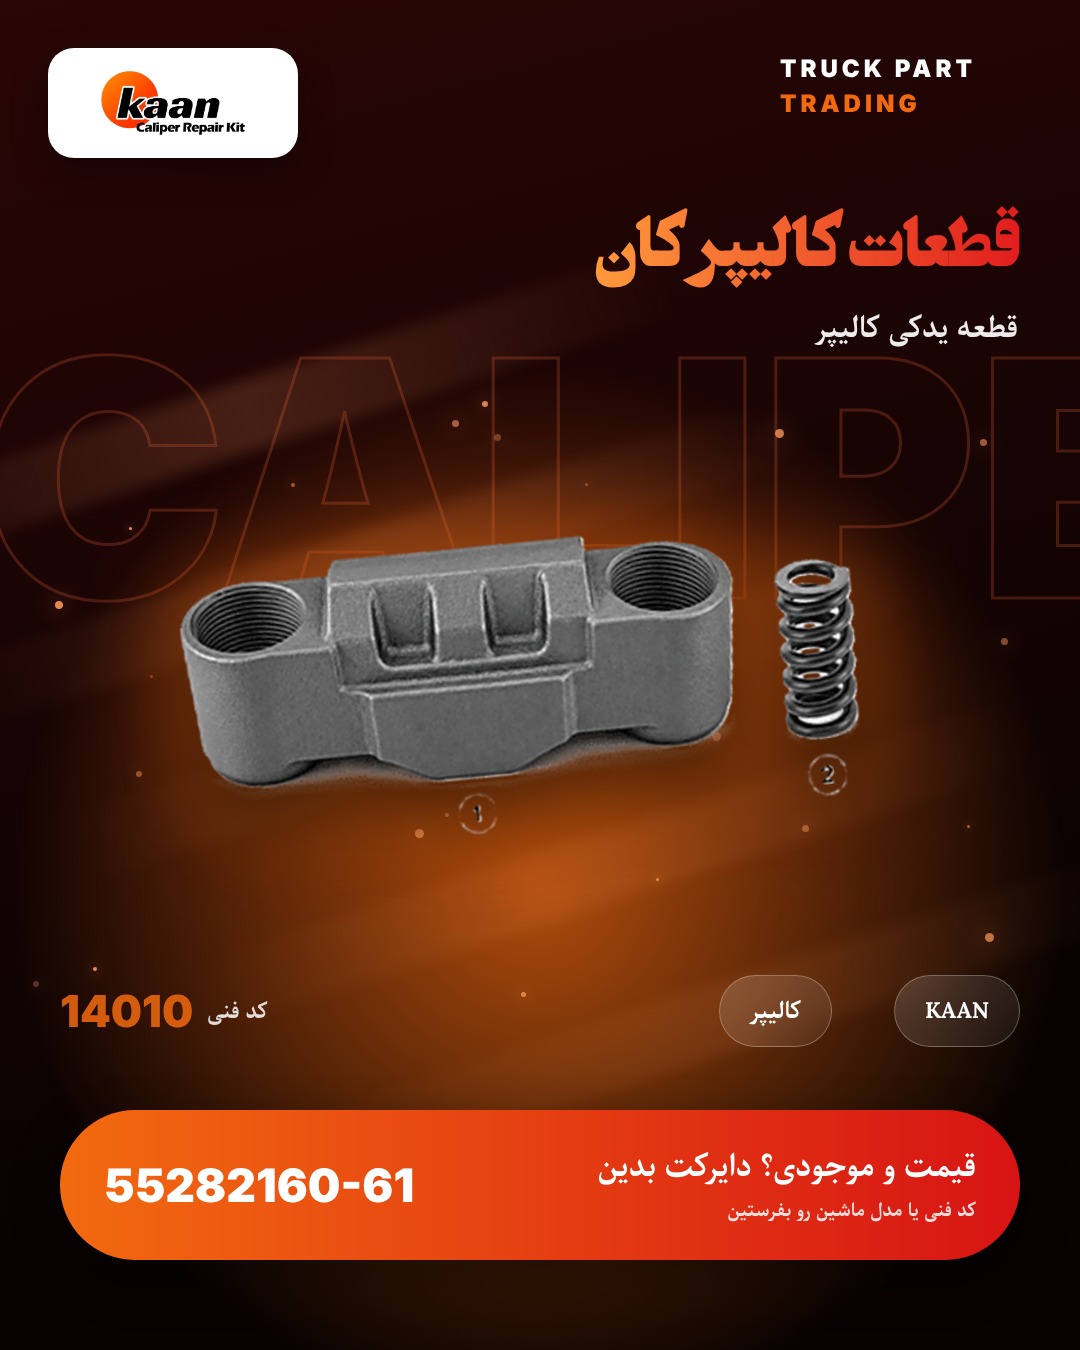 kaan
Caliper Repair Kit
TRUCK PART
TRADING
قطعات کالیپر کان
قطعه یدکی کالیپر
CALIPE
1
2
14010 کد فنی
کالیپر
KAAN
قیمت و موجودی؟ دایرکت بدین
کد فنی یا مدل ماشین رو بفرستین
55282160-61